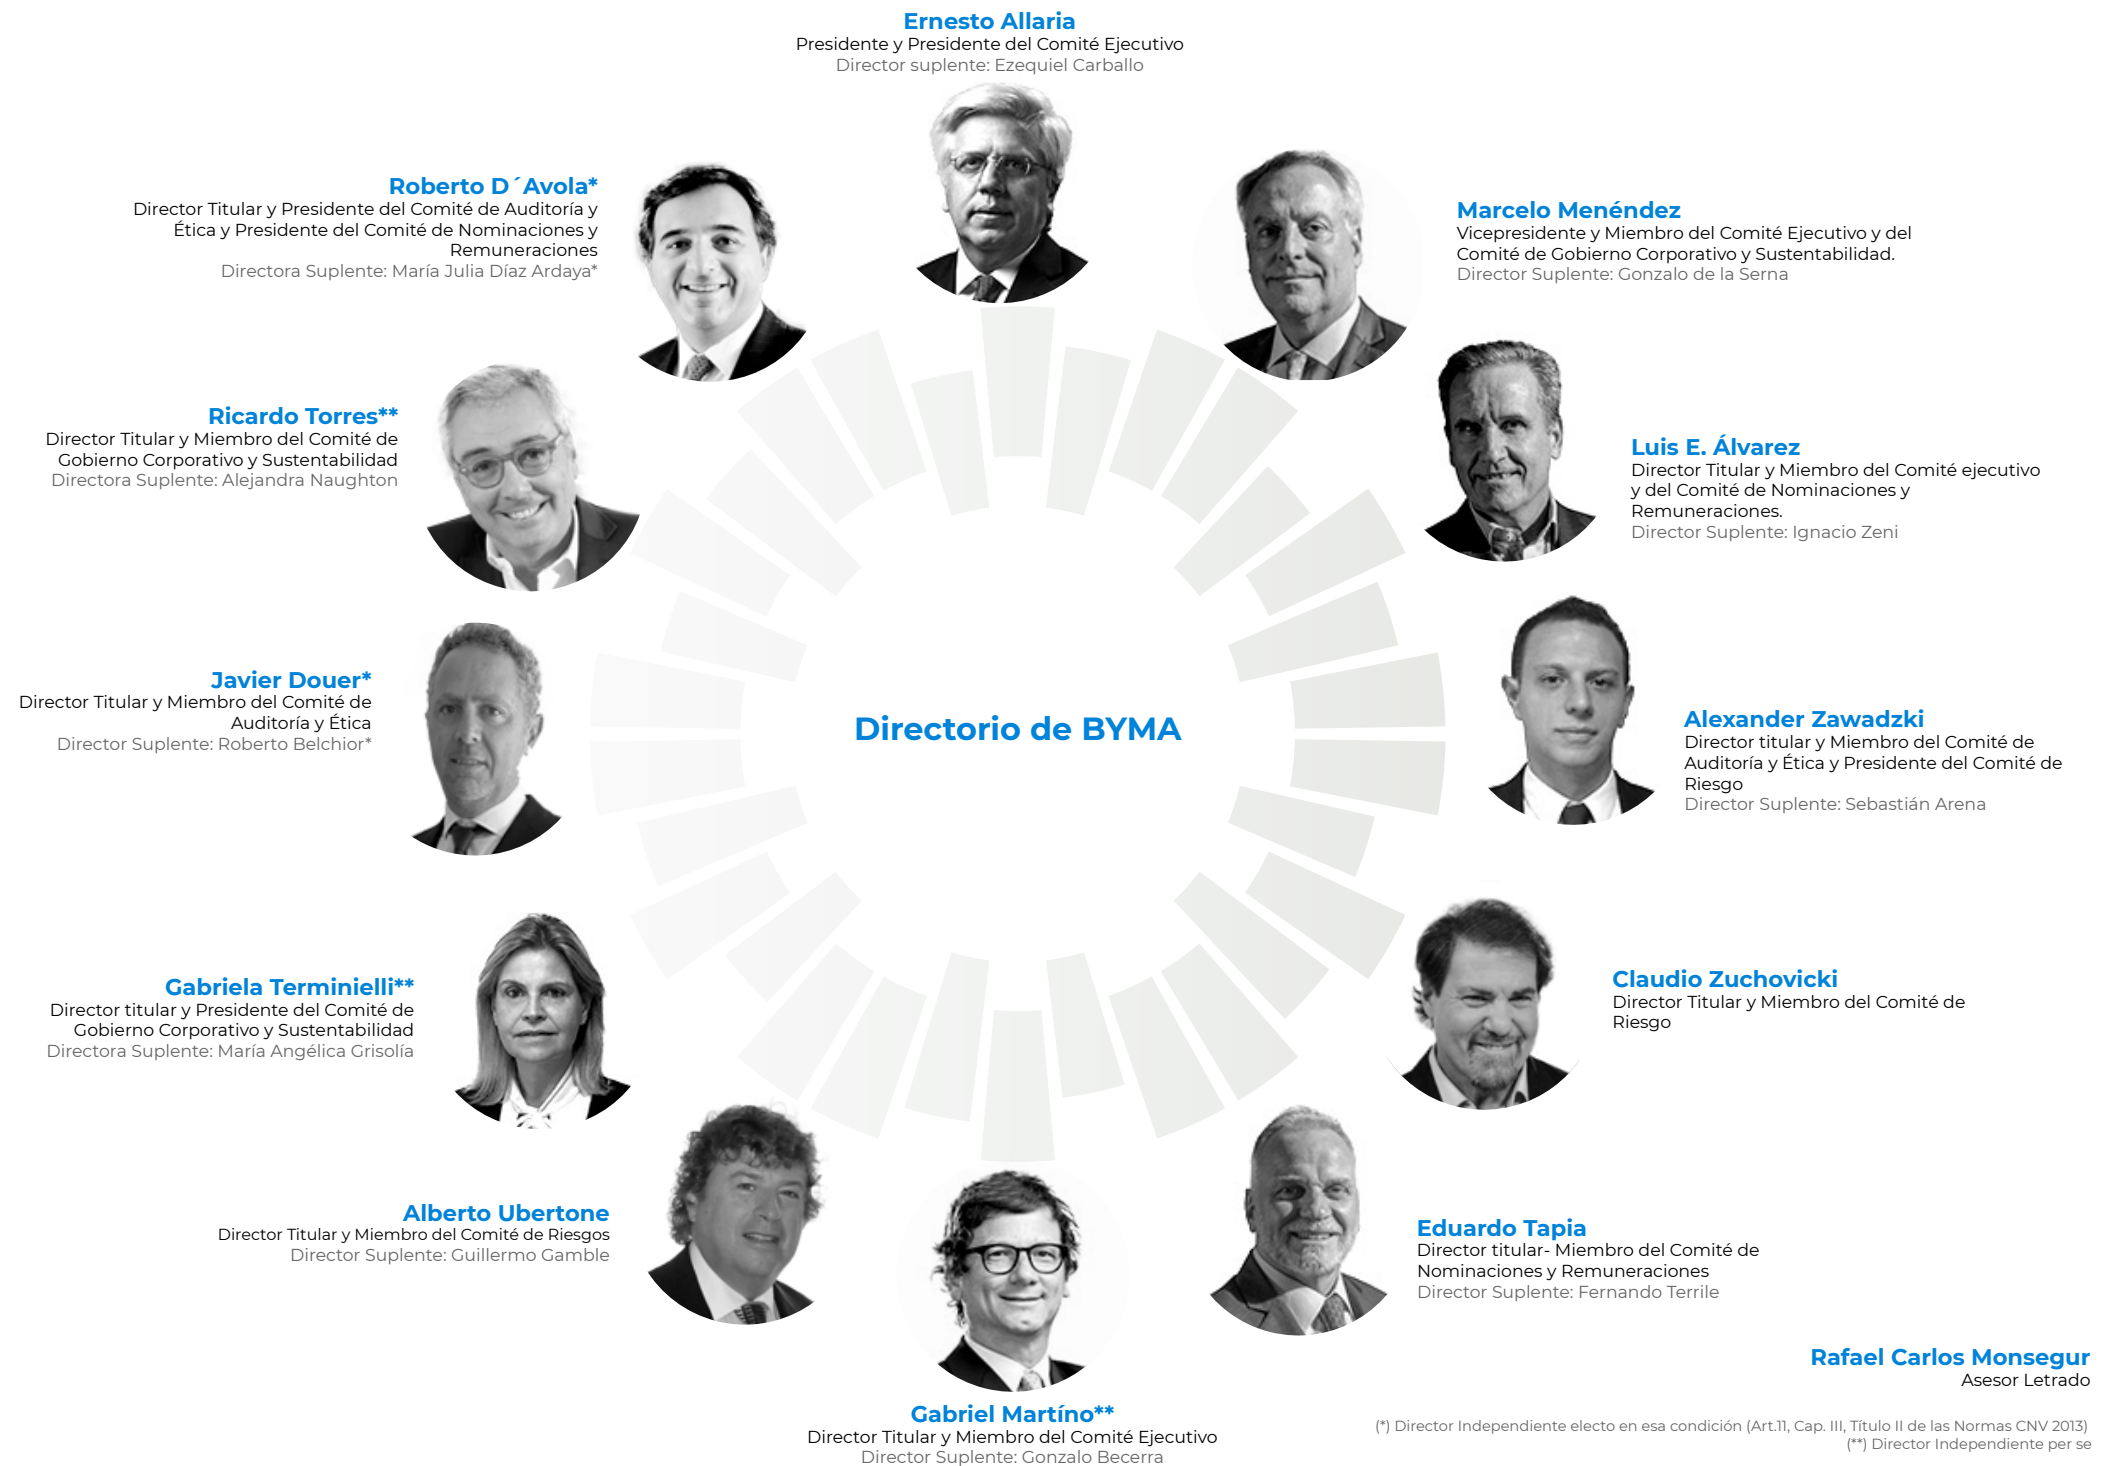 Ernesto Allaria
Presidente y Presidente del Comité Ejecutivo
Director suplente: Ezequiel Carballo
Marcelo Menéndez
Vicepresidente y Miembro del Comité Ejecutivo y del
Comité de Gobierno Corporativo y Sustentabilidad.
Director Suplente: Gonzalo de la Serna
Luis E. Álvarez
Director Titular y Miembro del Comité ejecutivo
y del Comité de Nominaciones y
Remuneraciones.
Director Suplente: Ignacio Zeni
Alexander Zawadzki
Director titular y Miembro del Comité de
Auditoría y Ética y Presidente del Comité de
Riesgo
Director Suplente: Sebastián Arena
Claudio Zuchovicki
Director Titular y Miembro del Comité de
Riesgo
Eduardo Tapia
Director titular- Miembro del Comité de
Nominaciones y Remuneraciones
Director Suplente: Fernando Terrile
Gabriel Martíno**
Director Titular y Miembro del Comité Ejecutivo
Director Suplente: Gonzalo Becerra
Alberto Ubertone
Director Titular y Miembro del Comité de Riesgos
Director Suplente: Guillermo Gamble
Gabriela Terminielli**
Director titular y Presidente del Comité de
Gobierno Corporativo y Sustentabilidad
Directora Suplente: María Angélica Grisolía
Javier Douer*
Director Titular y Miembro del Comité de
Auditoría y Ética
Director Suplente: Roberto Belchior*
Ricardo Torres**
Director Titular y Miembro del Comité de
Gobierno Corporativo y Sustentabilidad
Directora Suplente: Alejandra Naughton
Roberto D´Avola*
Director Titular y Presidente del Comité de Auditoría y
Ética y Presidente del Comité de Nominaciones y
Remuneraciones
Directora Suplente: María Julia Díaz Ardaya*
Directorio de BYMA
Rafael Carlos Monsegur
Asesor Letrado
(*) Director Independiente electo en esa condición (Art.11, Cap. III, Título II de las Normas CNV 2013)
(**) Director Independiente per se